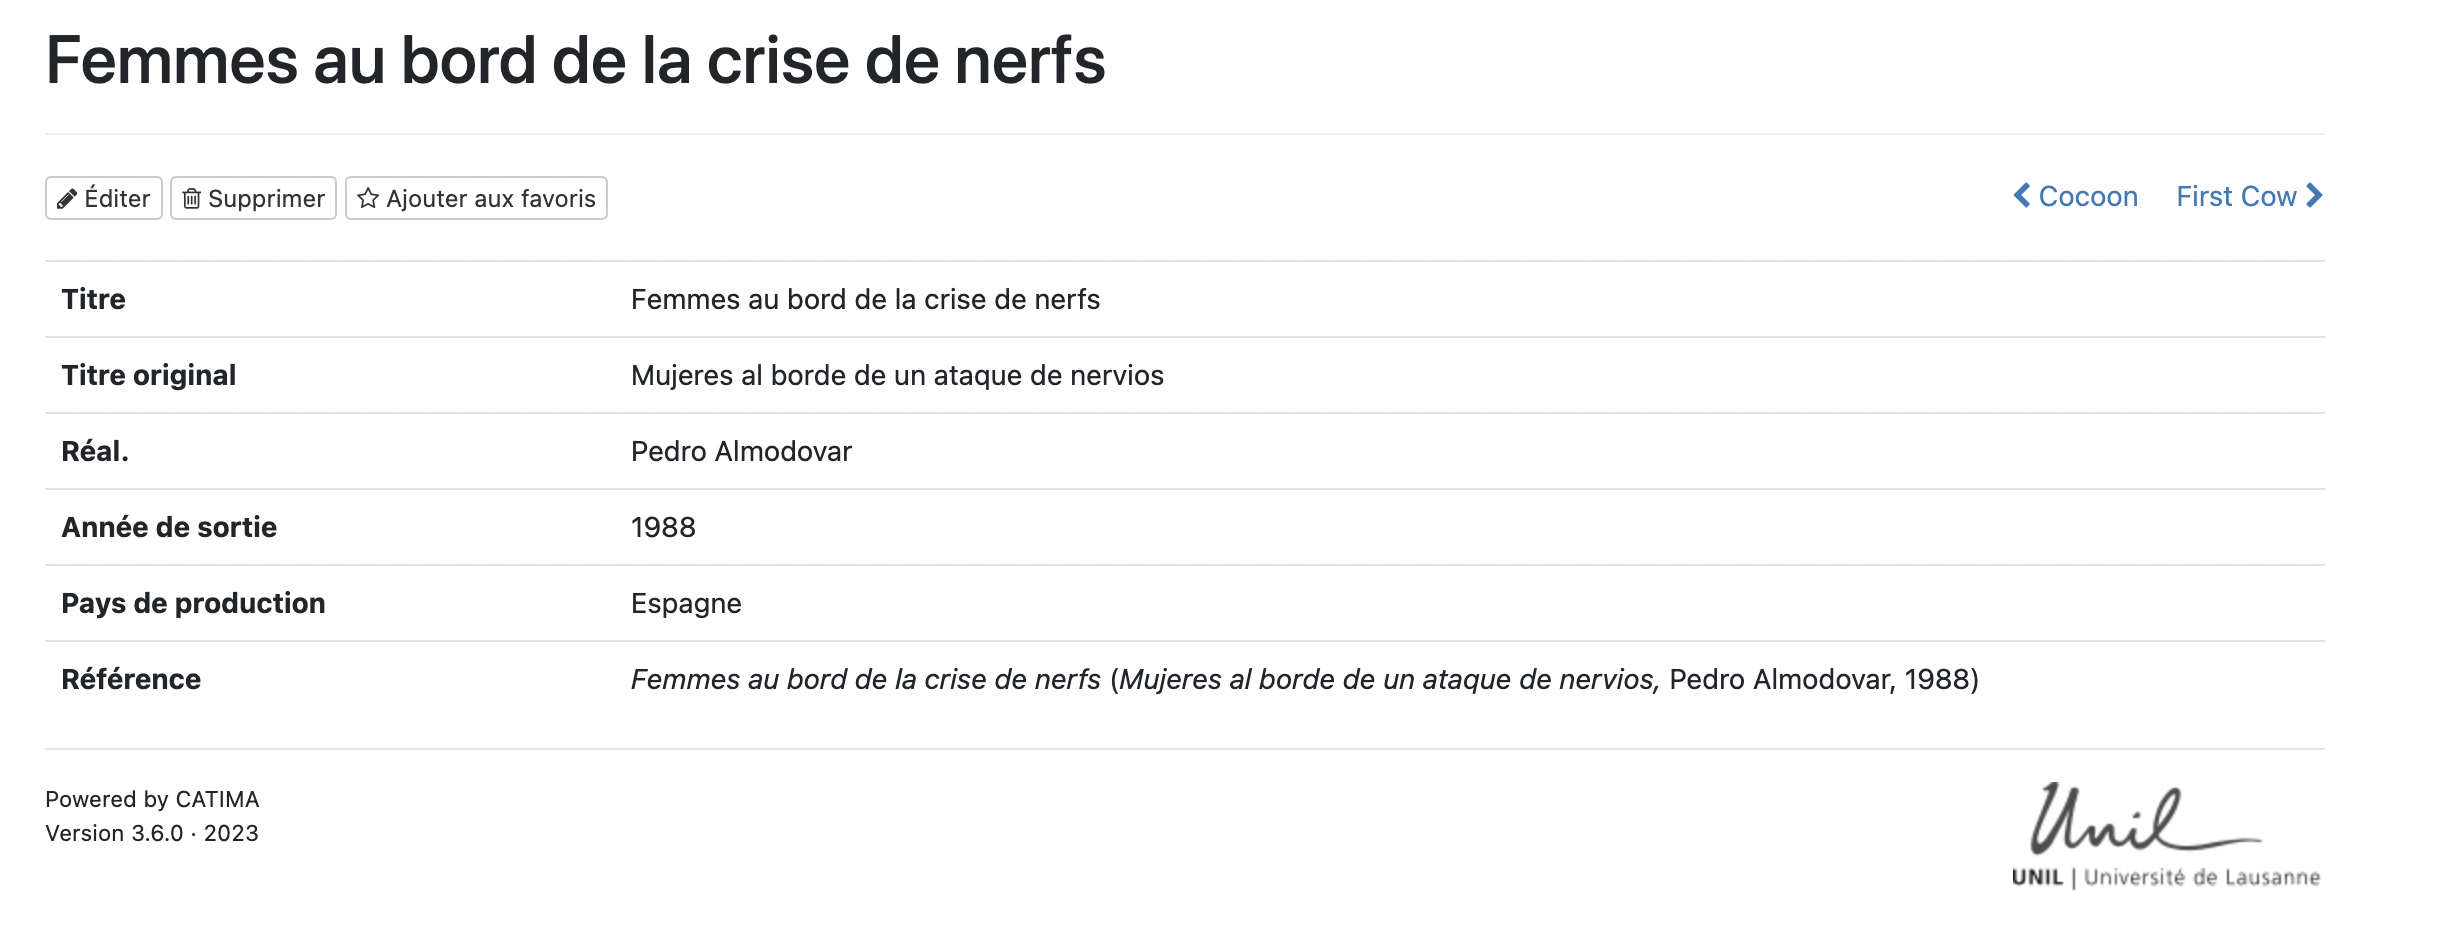 Femmes au bord de la crise de nerfs
Éditer Supprimer Ajouter aux favoris Cocoon First Cow
Titre Femmes au bord de la crise de nerfs
Titre original Mujeres al borde de un ataque de nervios
Réal. Pedro Almodovar
Année de sortie 1988
Pays de production Espagne
Référence Femmes au bord de la crise de nerfs (Mujeres al borde de un ataque de nervios, Pedro Almodovar, 1988)
Powered by CATIMA
Version 3.6.0 · 2023
Unil
UNIL | Université de Lausanne